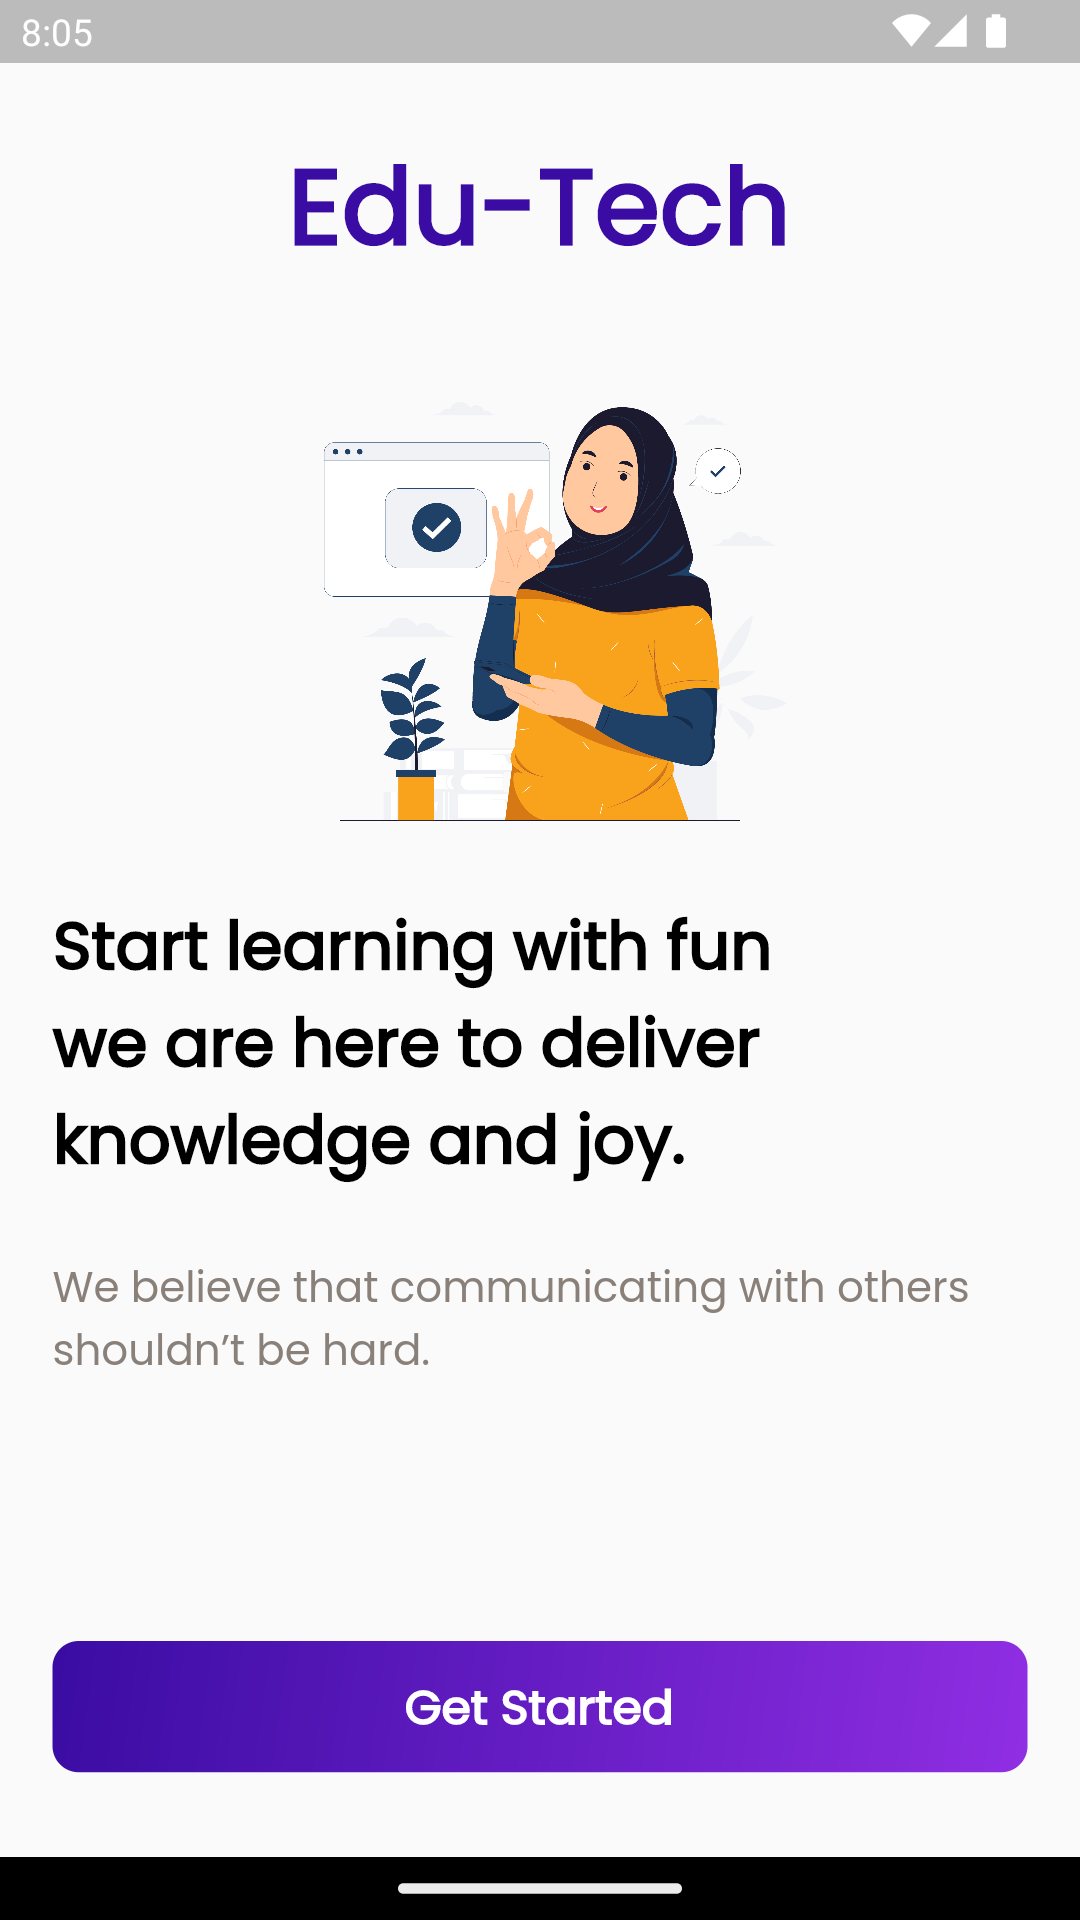 8:05
Edu-Tech
Start learning with fun
we are here to deliver
knowledge and joy.
We believe that communicating with others
shouldn’t be hard.
Get Started